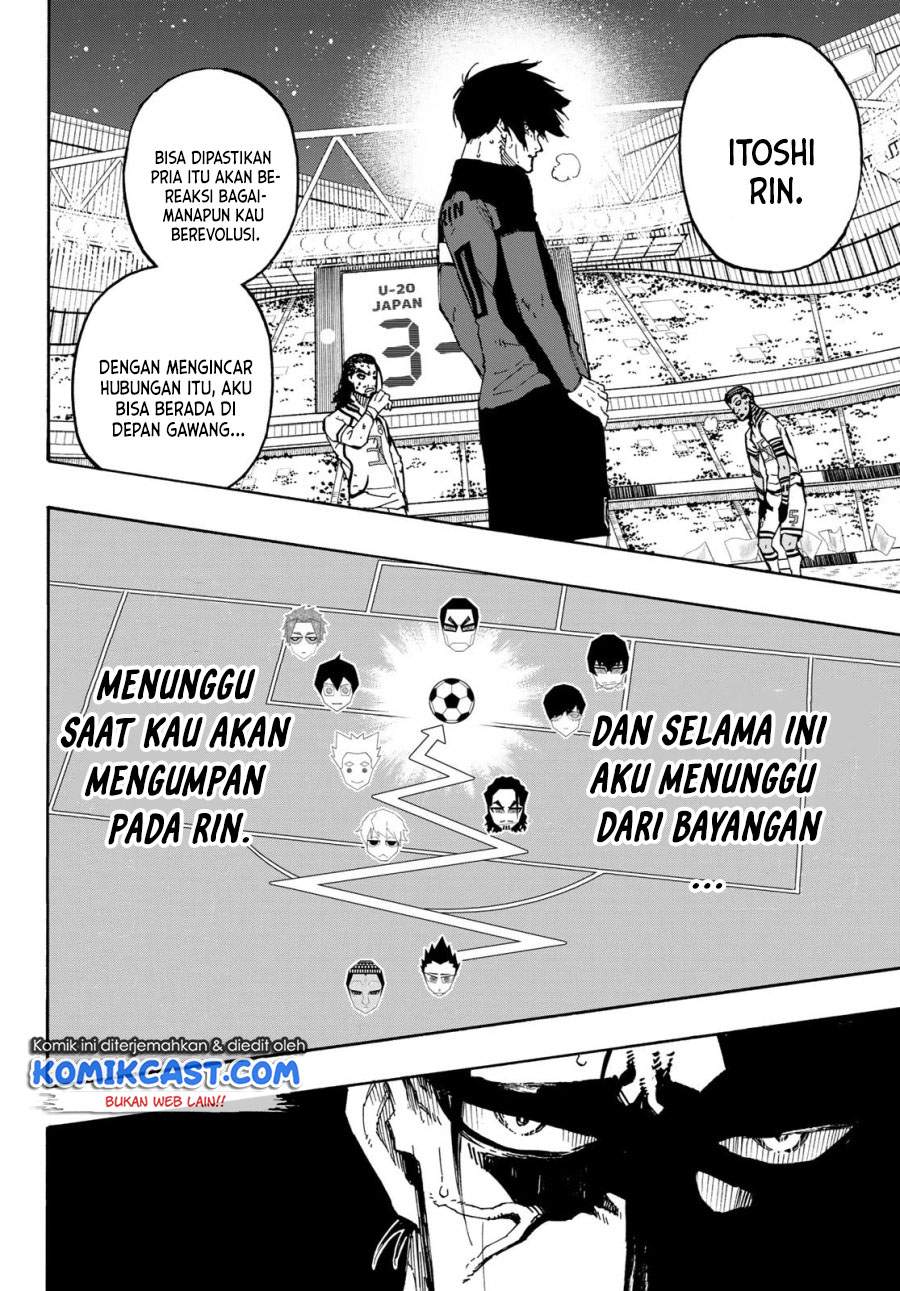 ITOSHI
RIN.
BISA DIPASTIKAN
PRIA ITU AKAN BE-
REAKSI BAGAI-
MANAPUN KAU
BEREVOLUSI.
DENGAN MENGINCAR
HUBUNGAN ITU, AKU
BISA BERADA DI
DEPAN GAWANG...
RIN
U-20
JAPAN
3-
3
5
DAN SELAMA INI
AKU MENUNGGU
DARI BAYANGAN
...
MENUNGGU
SAAT KAU AKAN
MENGUMPAN
PADA RIN.
Komik ini diterjemahkan & diedit oleh
KOMIKCAST.COM
BUKAN WEB LAIN!!